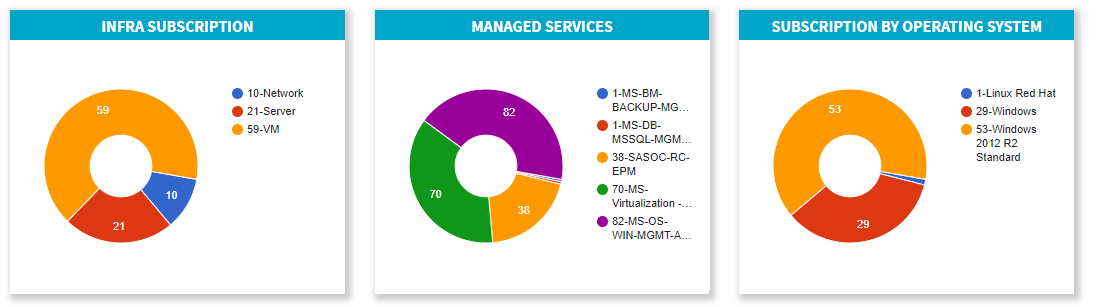 INFRA SUBSCRIPTION
59
10
21
10-Network
21-Server
59-VM
MANAGED SERVICES
82
70
38
1-MS-BM-
BACKUP-MG...
1-MS-DB-
MSSQL-MGM...
38-SASOC-RC-
EPM
70-MS-
Virtualization -...
82-MS-OS-
WIN-MGMT-A...
SUBSCRIPTION BY OPERATING SYSTEM
53
29
1-Linux Red Hat
29-Windows
53-Windows
2012 R2
Standard